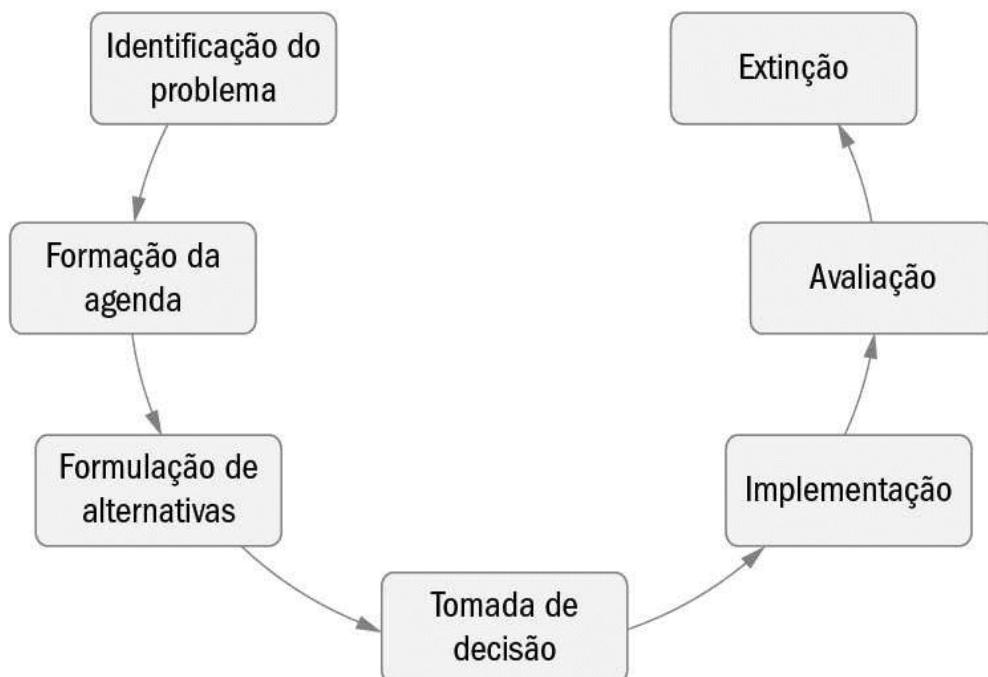 Identificação do
problema
Formação da
agenda
Formulação de
alternativas
Tomada de
decisão
Implementação
Avaliação
Extinção